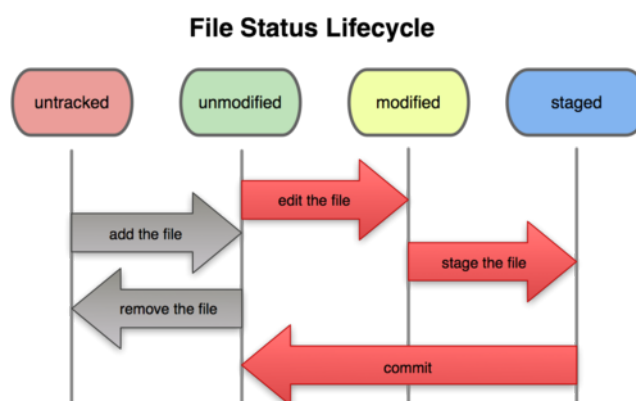 File Status Lifecycle
untracked
unmodified
modified
staged
edit the file
add the file
stage the file
remove the file
commit